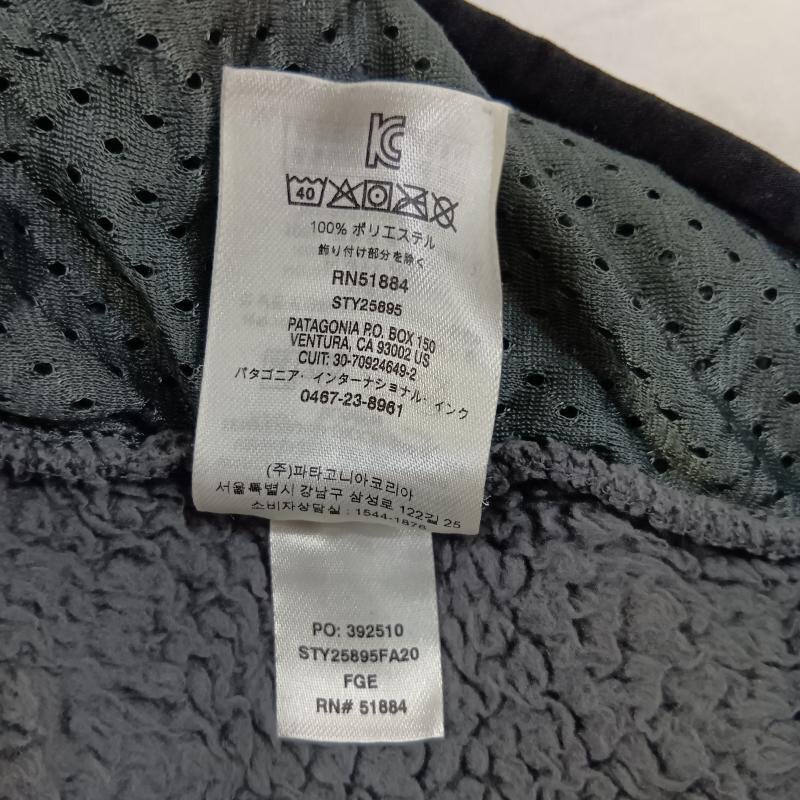 KC
40
100% ポリエステル
飾り付け部分を除く
RN51884
STY25895
PATAGONIA P.O. BOX 150
VENTURA, CA 93002 US
CUIT: 30-70924649-2
パタゴニア・インターナショナル・インク
0467-23-8961
(주)파타고니아코리아
서울특별시 강남구 삼성로 122길 25
소비자상담실 : 1544-1876
PO: 392510
STY25895FA20
FGE
RN# 51884